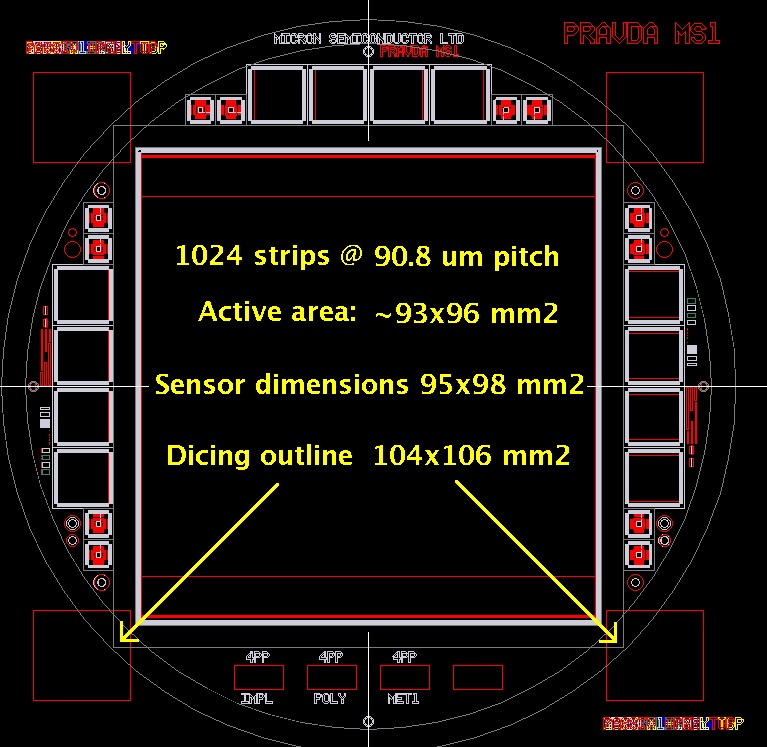 PRAVDA MS1
MICRON SEMICONDUCTOR LTD
PRAVDA MS1
1024 strips @ 90.8 um pitch
Active area: ~93x96 mm2
Sensor dimensions 95x98 mm2
Dicing outline 104x106 mm2
4PP 4PP 4PP
IMPL POLY MET1